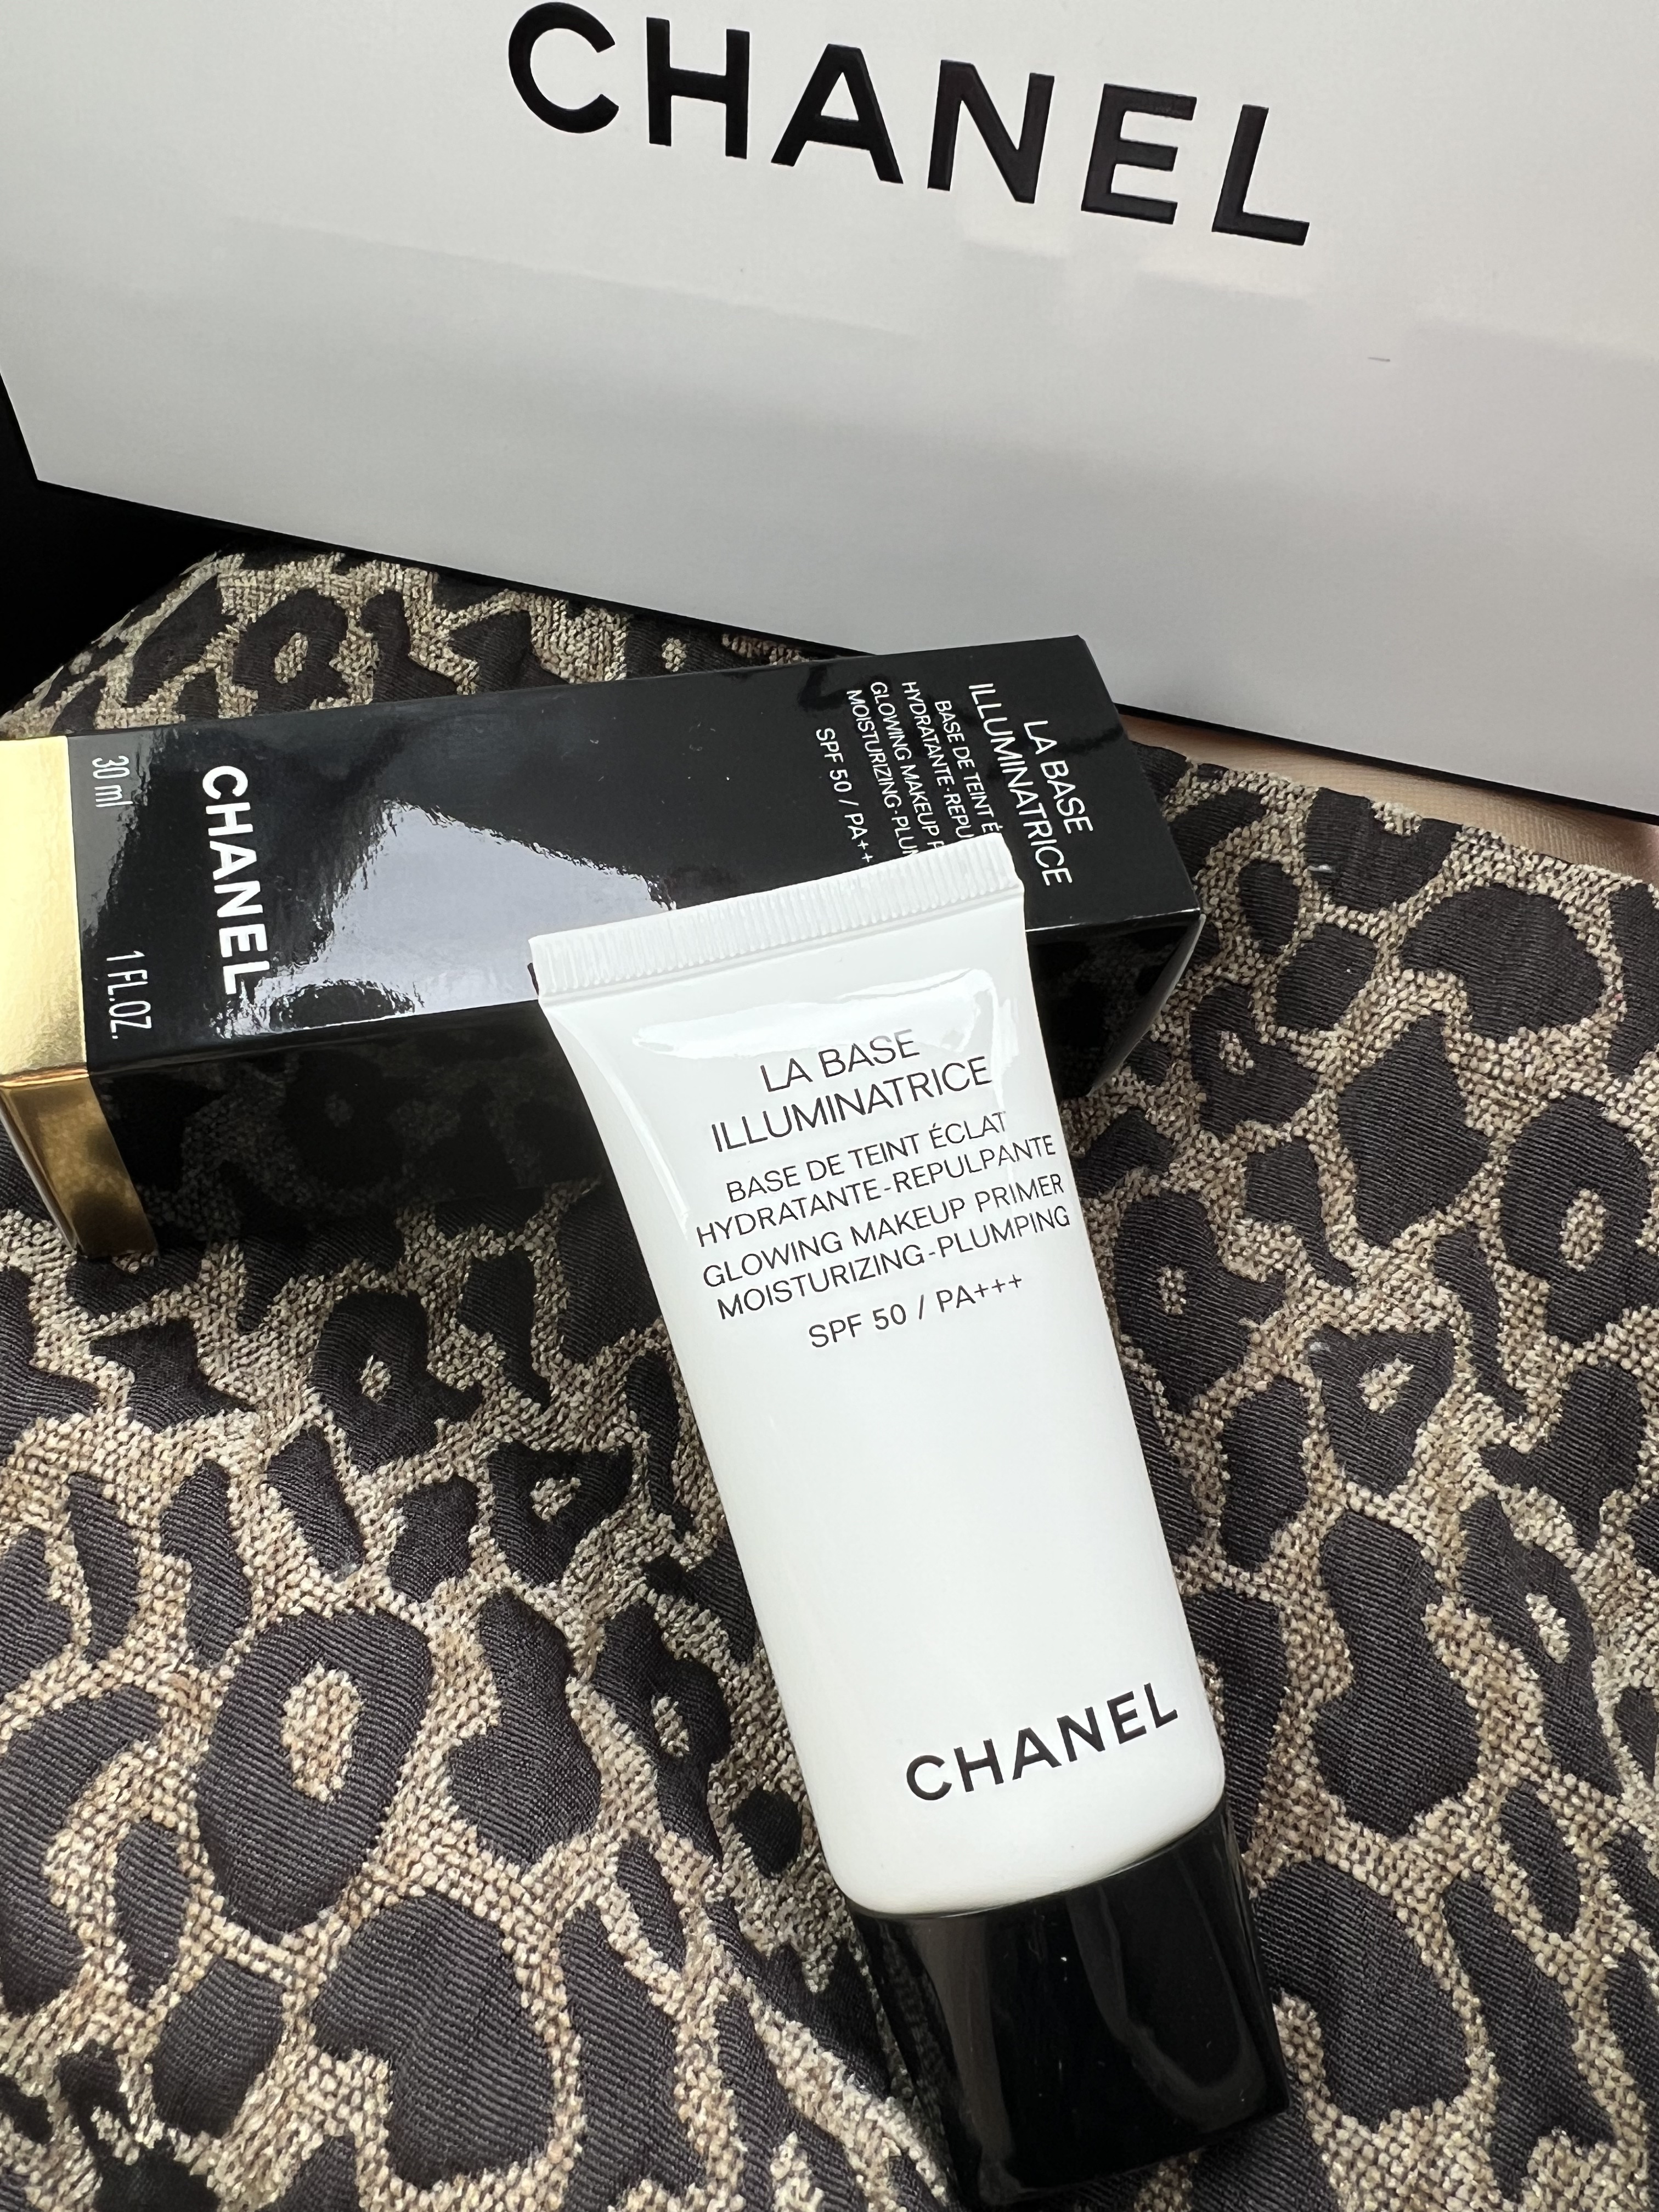 CHANEL
LA BASE
ILLUMINATRICE
BASE DE TEINT
HYDRATANTE-
GLOWING MAKEUP
MOISTURIZING-
SPF 50 / PA++
CHANEL
30 ml 1 FL.OZ.
LA BASE
ILLUMINATRICE
BASE DE TEINT ÉCLAT
HYDRATANTE-REPULPANTE
GLOWING MAKEUP PRIMER
MOISTURIZING-PLUMPING
SPF 50 / PA+++
CHANEL